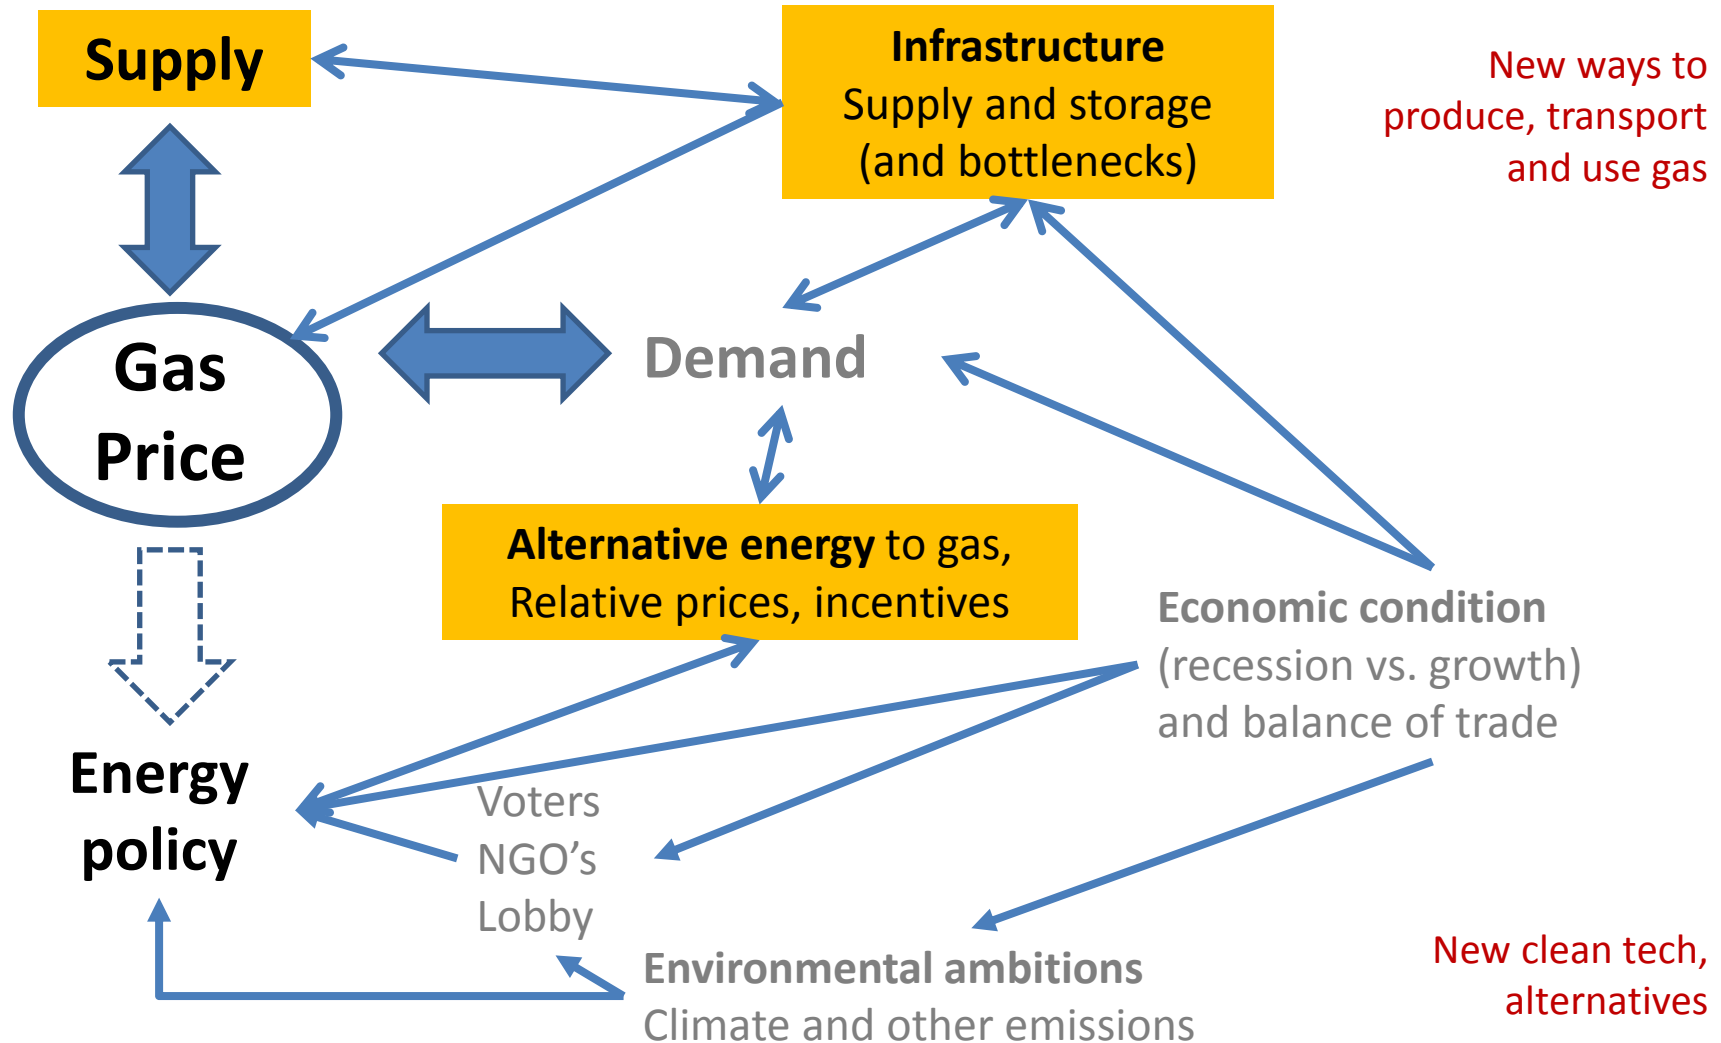 Supply
Infrastructure
Supply and storage
(and bottlenecks)
New ways to
produce, transport
and use gas
Gas
Price
Demand
Alternative energy to gas,
Relative prices, incentives
Economic condition
(recession vs. growth)
and balance of trade
Energy
policy
Voters
NGO’s
Lobby
Environmental ambitions
Climate and other emissions
New clean tech,
alternatives